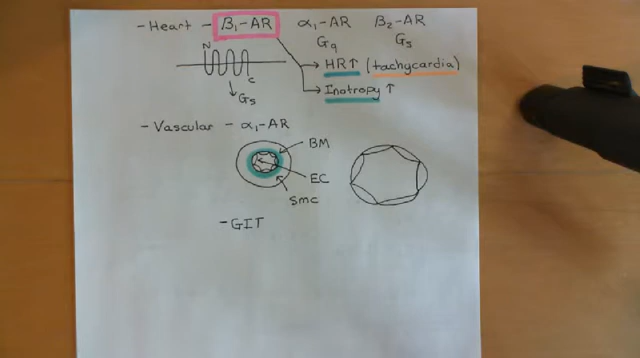 - Heart - β₁-AR α₁-AR β₂-AR
Gq Gs
N
C
Gs
HR↑ (tachycardia)
Inotropy ↑
- Vascular - α₁-AR
BM
EC
smc
- GIT